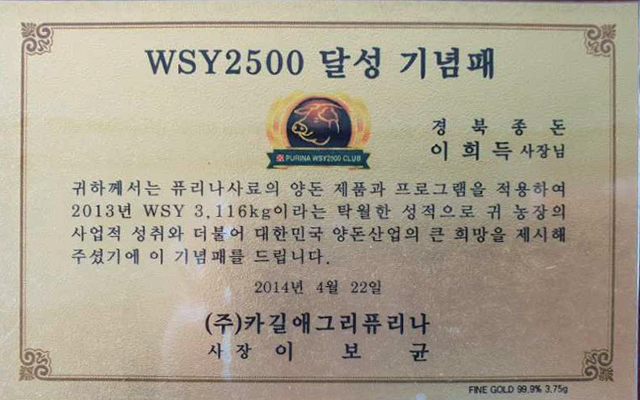 WSY2500 달성 기념패
PURINA WSY2500 CLUB
경북종돈
이희득 사장님
귀하께서는 퓨리나사료의 양돈 제품과 프로그램을 적용하여
2013년 WSY 3,116kg이라는 탁월한 성적으로 귀 농장의
사업적 성취와 더불어 대한민국 양돈산업의 큰 희망을 제시해
주셨기에 이 기념패를 드립니다.
2014년 4월 22일
(주)카길애그리퓨리나
사장 이보균
FINE GOLD 99.9% 3.75g